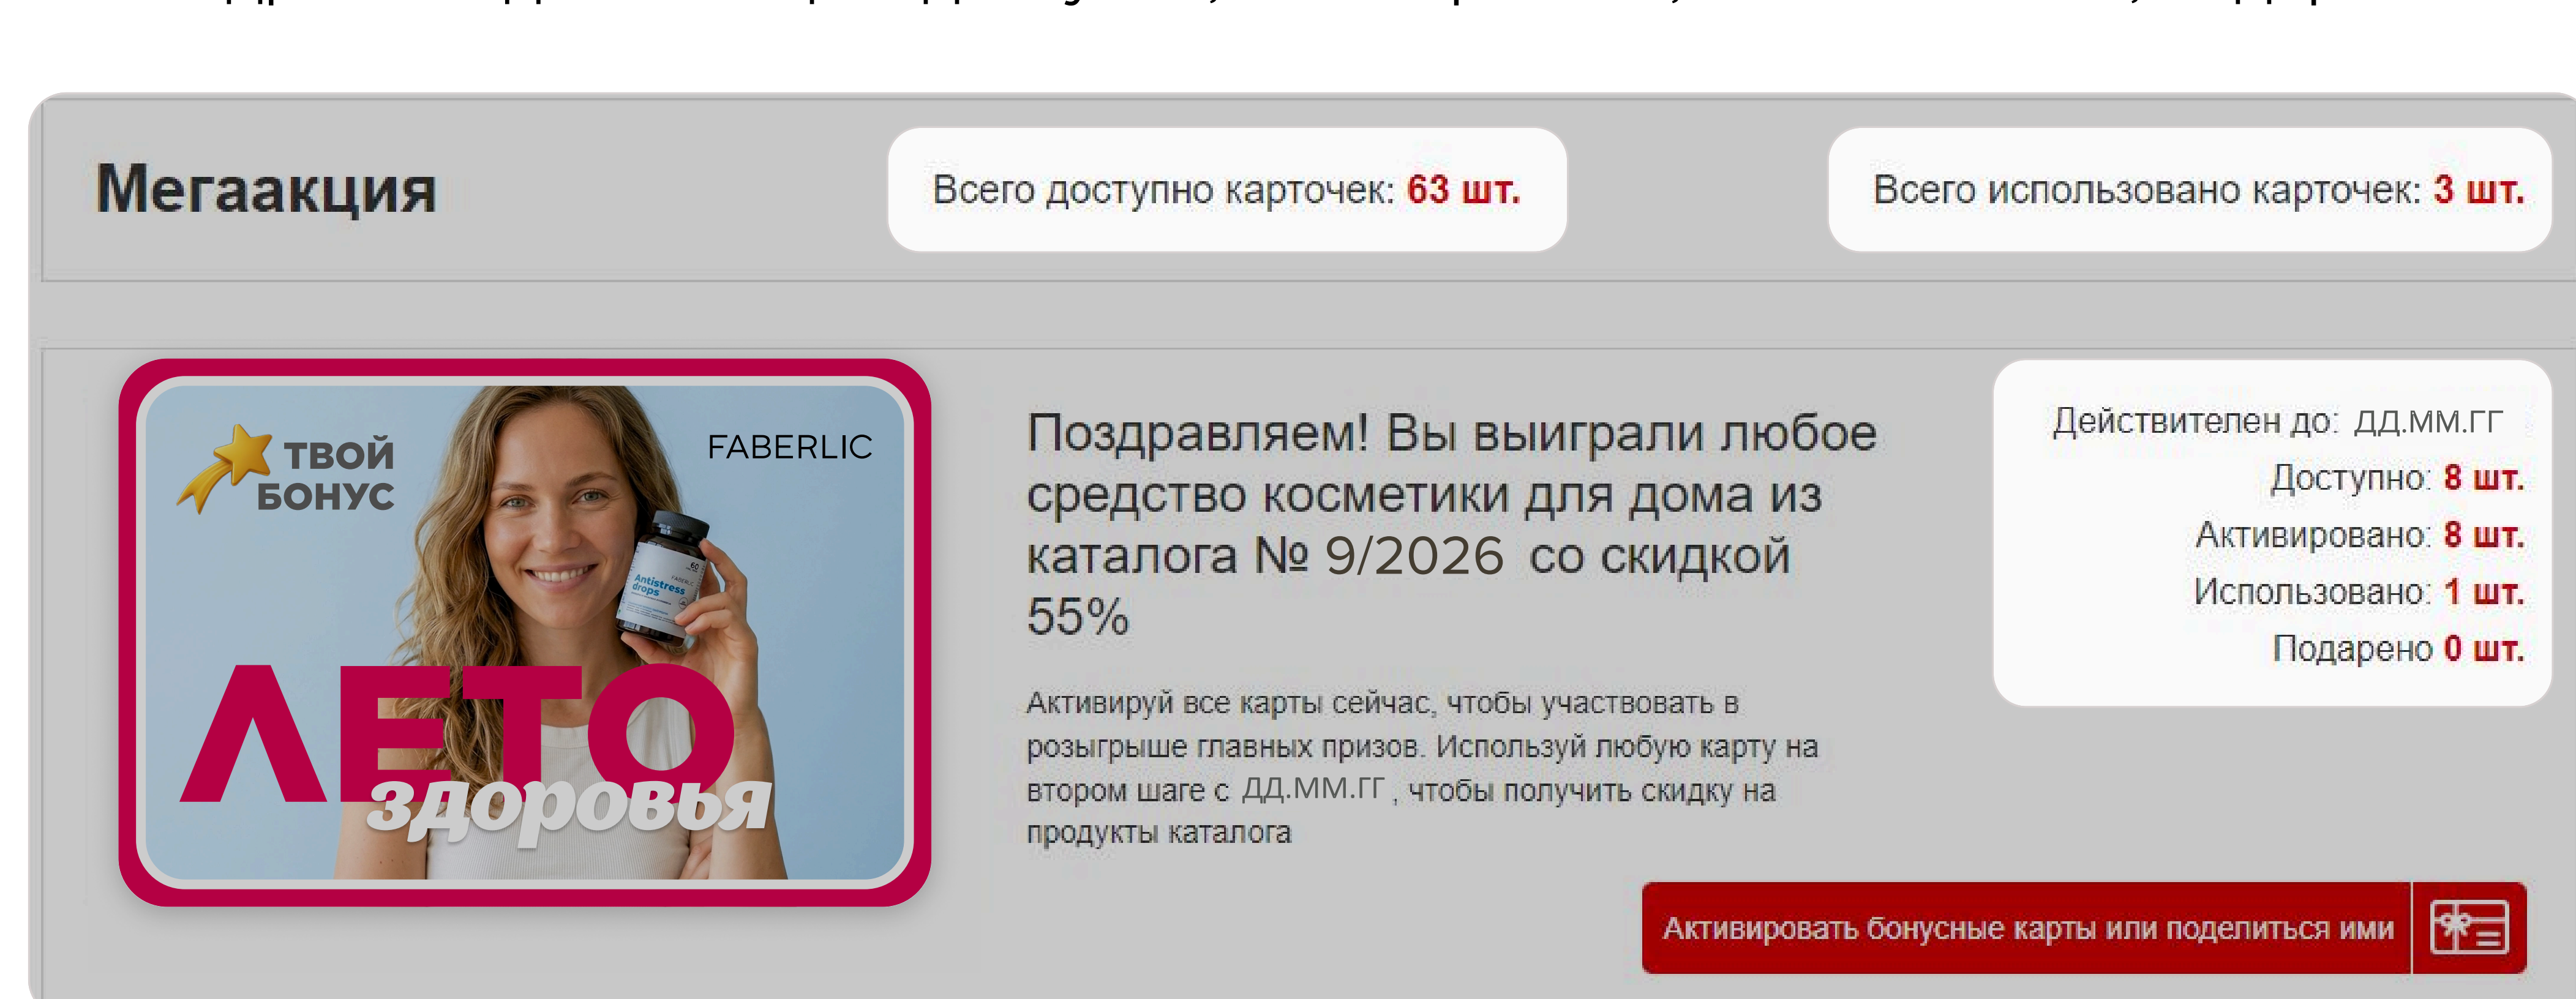 Мегаакция
Всего доступно карточек: 63 шт.
Всего использовано карточек: 3 шт.
ТВОЙ
БОНУС
FABERLIC
60
FABERLIC
Antistress
drops
ЛЕТО
здоровья
Поздравляем! Вы выиграли любое
средство косметики для дома из
каталога № 9/2026 со скидкой
55%
Активируй все карты сейчас, чтобы участвовать в
розыгрыше главных призов. Используй любую карту на
втором шаге с ДД.ММ.ГГ , чтобы получить скидку на
продукты каталога
Действителен до: ДД.ММ.ГГ
Доступно: 8 шт.
Активировано: 8 шт.
Использовано: 1 шт.
Подарено 0 шт.
Активировать бонусные карты или поделиться ими